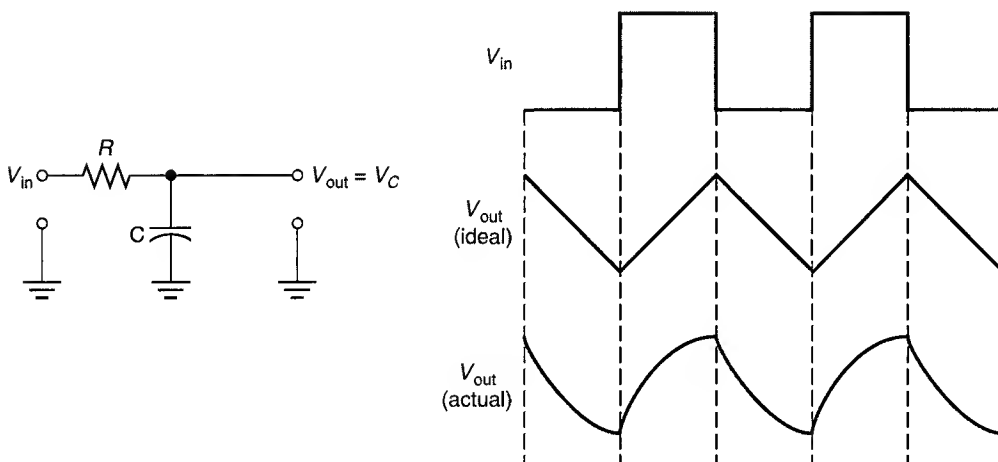 V_in
R
V_out = V_C
C
V_in
V_out
(ideal)
V_out
(actual)